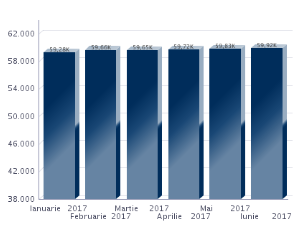 62.000
58.000
54.000
50.000
46.000
42.000
38.000
59,28K
59,60K
59,65K
59,72K
59,83K
59,92K
Ianuarie 2017
Februarie 2017
Martie 2017
Aprilie 2017
Mai 2017
Iunie 2017